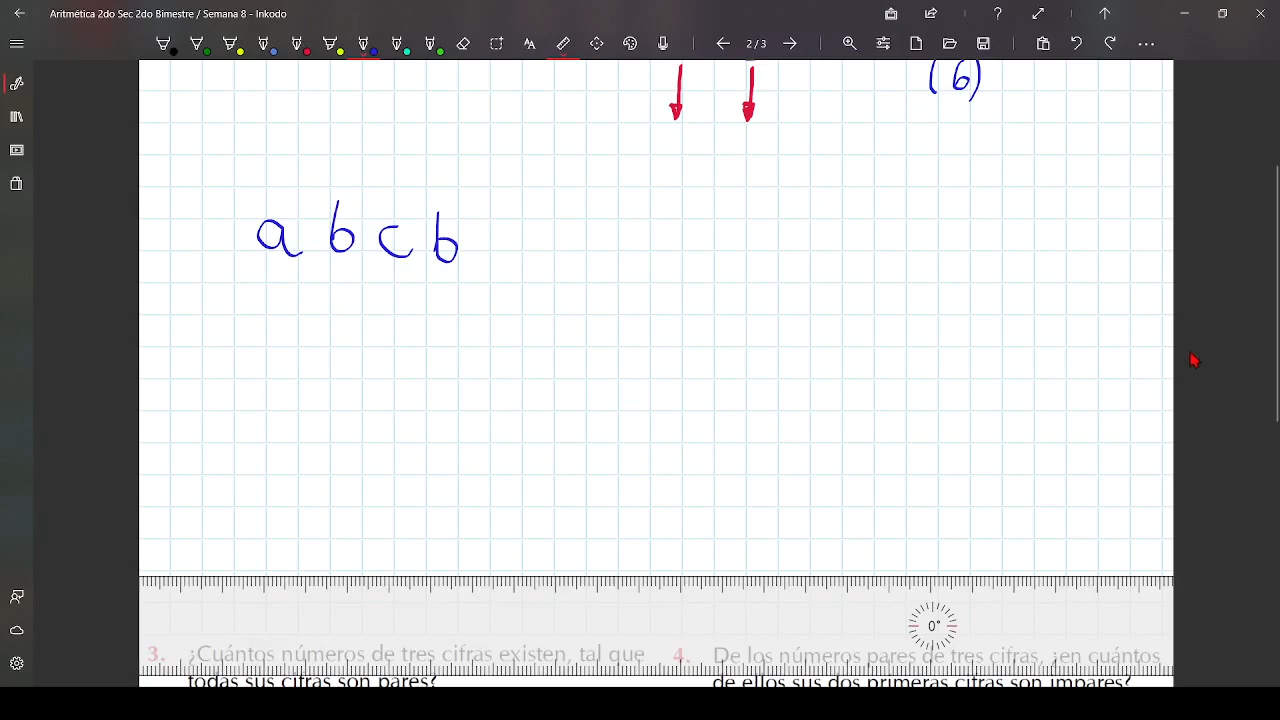 Aritmética 2do Sec 2do Bimestre / Semana 8 - Inkodo
2/3
(6)
a b c b
0°
3. ¿Cuántos números de tres cifras existen, tal que
todas sus cifras son pares?
4. De los números pares de tres cifras, ¿en cuántos
de ellos sus dos primeras cifras son impares?